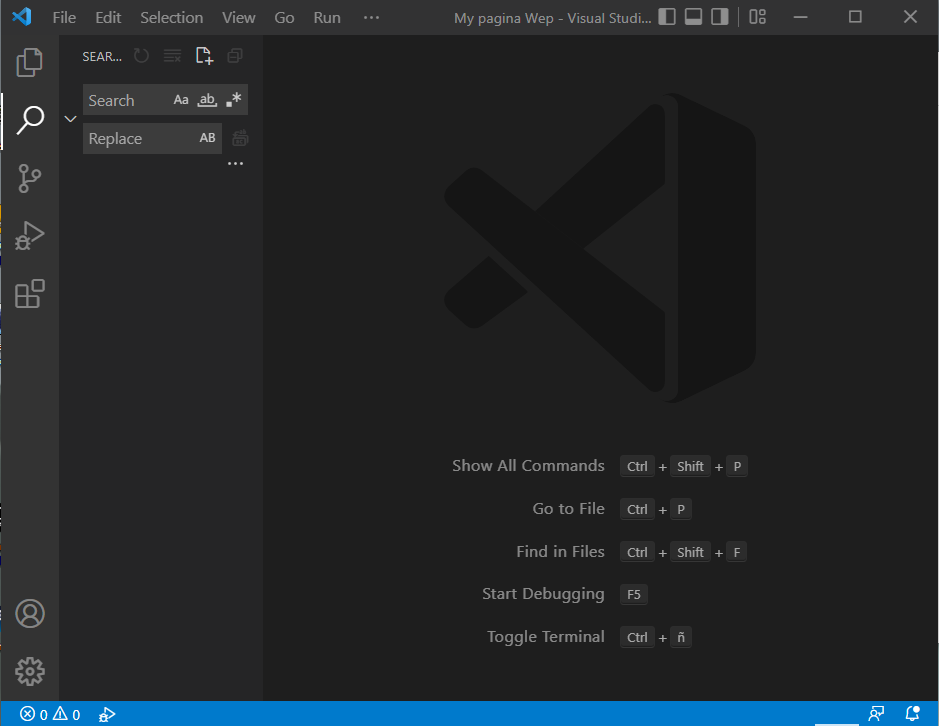 File Edit Selection View Go Run ··· My pagina Wep - Visual Studi...
SEAR...
Search Aa ab .*
Replace AB
···
Show All Commands Ctrl + Shift + P
Go to File Ctrl + P
Find in Files Ctrl + Shift + F
Start Debugging F5
Toggle Terminal Ctrl + ñ
0 0